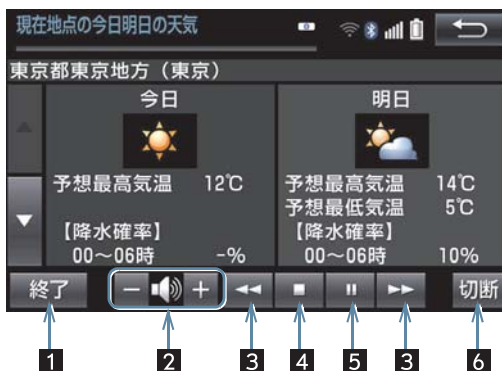 現在地点の今日明日の天気
東京都東京地方（東京）
今日
明日
予想最高気温 12℃
予想最高気温 14℃
予想最低気温 5℃
【降水確率】
00～06時 -%
【降水確率】
00～06時 10%
終了
切断
1 2 3 4 5 3 6